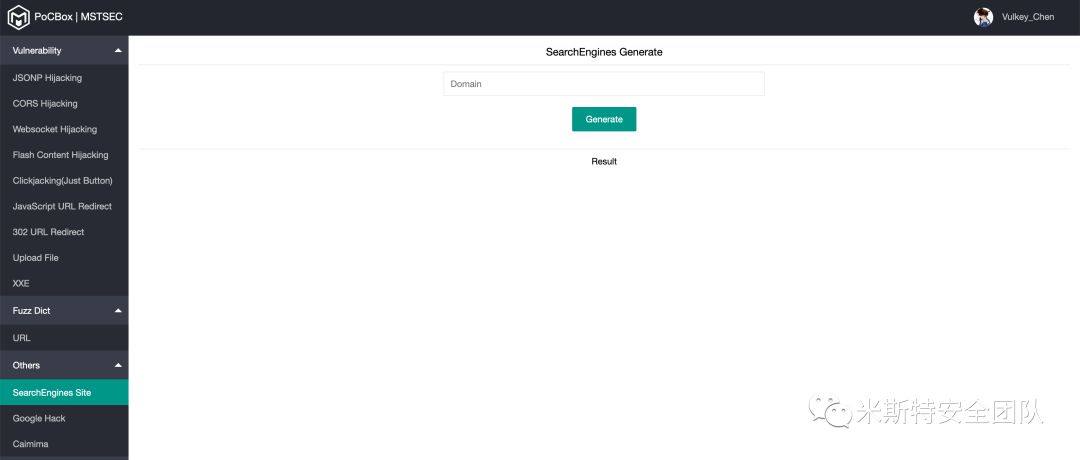 PoCBox | MSTSEC
Vulkey_Chen
Vulnerability
JSONP Hijacking
CORS Hijacking
Websocket Hijacking
Flash Content Hijacking
Clickjacking(Just Button)
JavaScript URL Redirect
302 URL Redirect
Upload File
XXE
Fuzz Dict
URL
Others
SearchEngines Site
Google Hack
Caimima
SearchEngines Generate
Domain
Generate
Result
米斯特安全团队